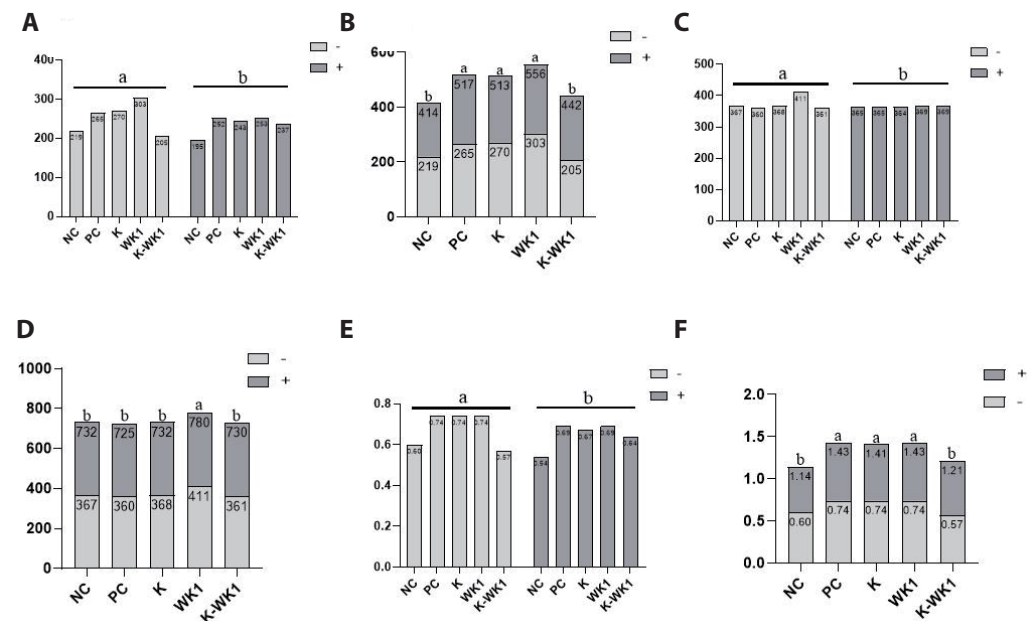 A
-
+
400
300
200
100
0
a
b
219
265
270
303
205
195
252
243
253
237
NC
PC
K
WK1
K-WK1
NC
PC
K
WK1
K-WK1
B
-
+
600
400
200
0
b
a
a
a
b
414
517
513
556
442
219
265
270
303
205
NC
PC
K
WK1
K-WK1
C
-
+
500
400
300
200
100
0
a
b
367
360
368
411
361
365
365
364
369
369
NC
PC
K
WK1
K-WK1
NC
PC
K
WK1
K-WK1
D
-
+
1000
800
600
400
200
0
b
b
b
a
b
732
725
732
780
730
367
360
368
411
361
NC
PC
K
WK1
K-WK1
E
-
+
0.8
0.6
0.4
0.2
0.0
a
b
0.60
0.74
0.74
0.74
0.57
0.54
0.69
0.67
0.69
0.64
NC
PC
K
WK1
K-WK1
NC
PC
K
WK1
K-WK1
F
+
-
2.0
1.5
1.0
0.5
0.0
b
a
a
a
b
1.14
1.43
1.41
1.43
1.21
0.60
0.74
0.74
0.74
0.57
NC
PC
K
WK1
K-WK1